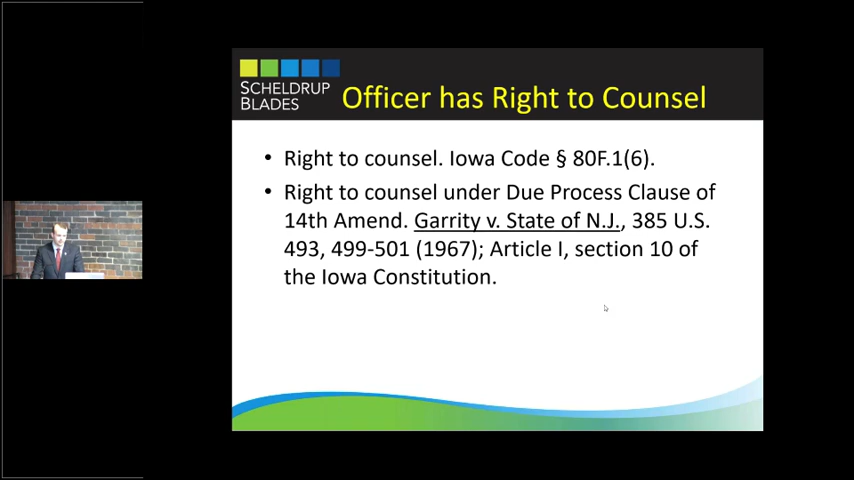 SCHELDRUP
BLADES
Officer has Right to Counsel
• Right to counsel. Iowa Code § 80F.1(6).
• Right to counsel under Due Process Clause of
14th Amend. Garrity v. State of N.J., 385 U.S.
493, 499-501 (1967); Article I, section 10 of
the Iowa Constitution.